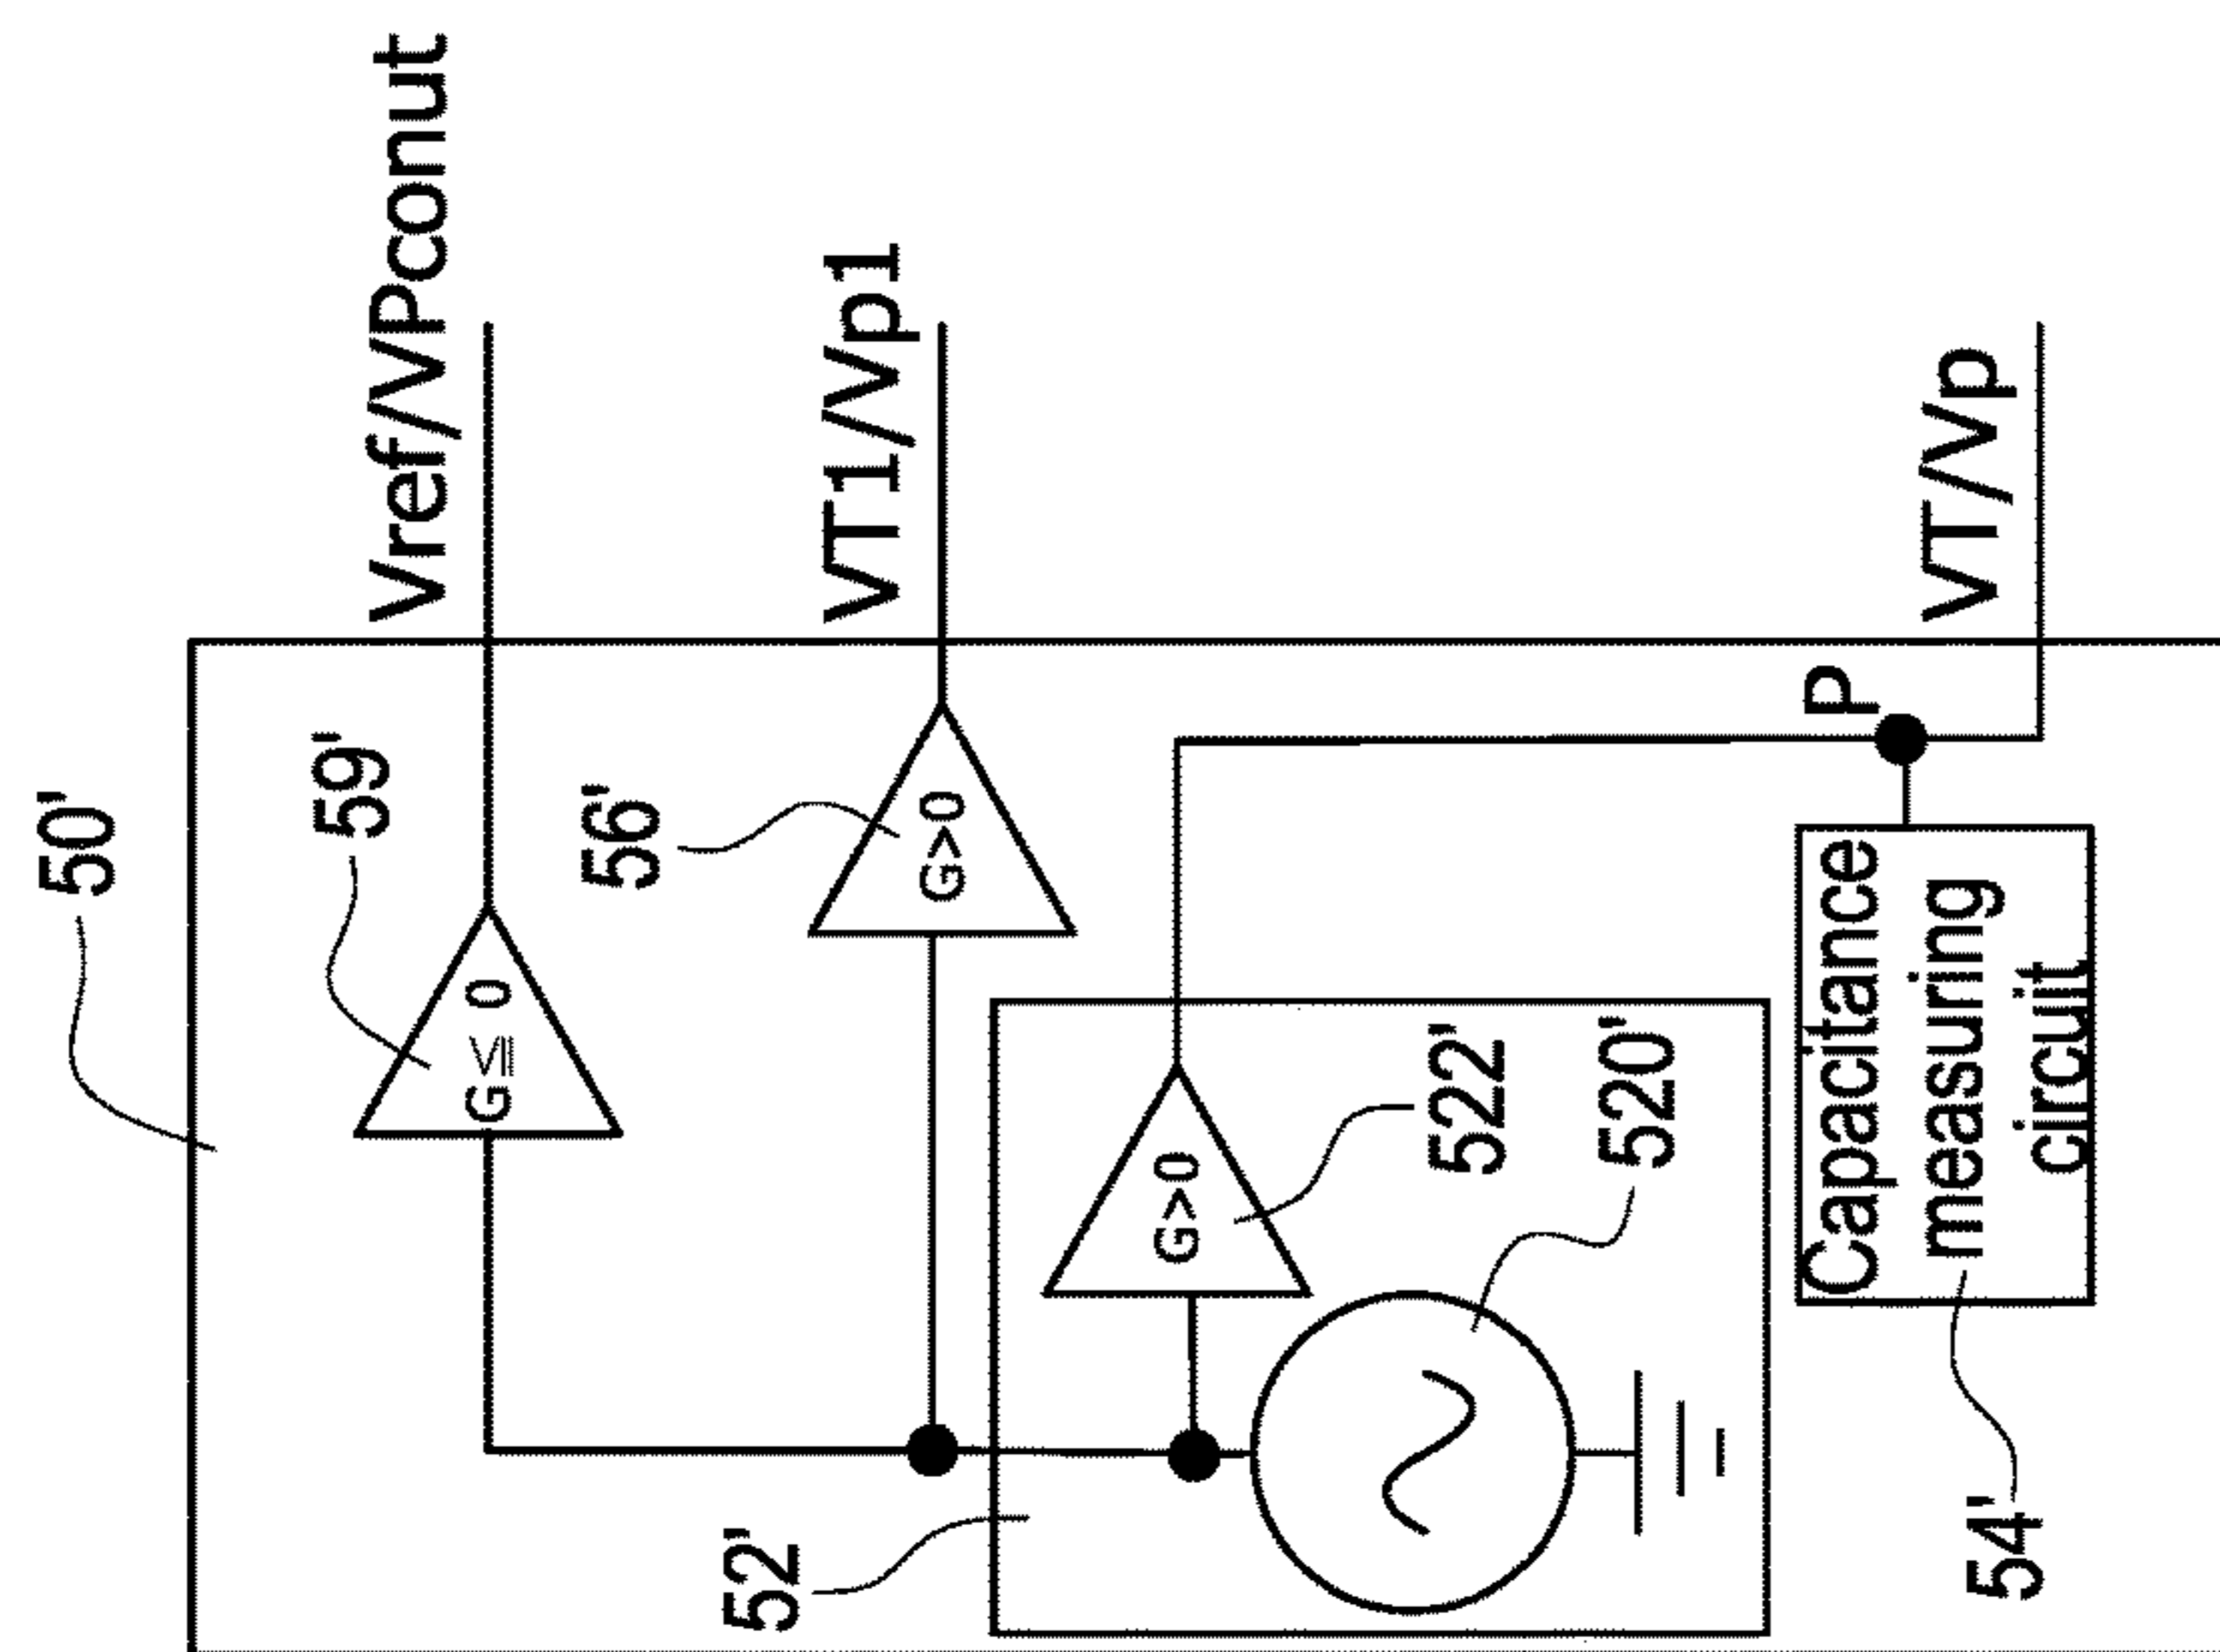 50'
59'
Vref/VPconut
G ≦ 0
56'
VT1/Vp1
G>0
52'
G>0
522'
520'
P
VT/Vp
Capacitance
measuring
circuit
54'